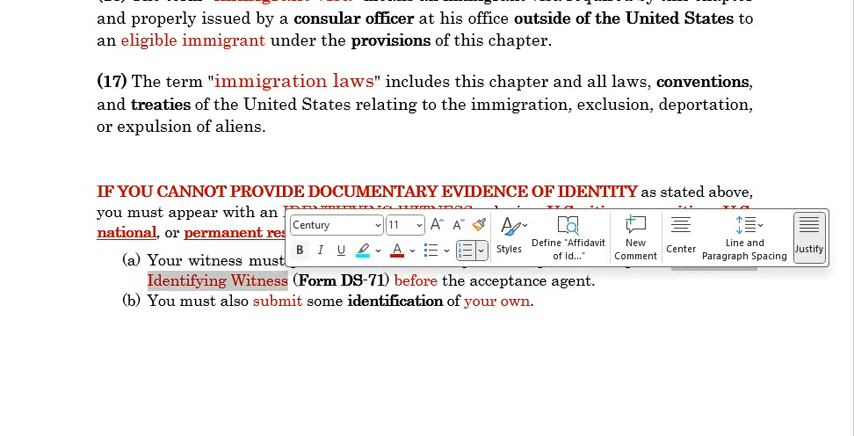 and properly issued by a consular officer at his office outside of the United States to
an eligible immigrant under the provisions of this chapter.
(17) The term "immigration laws" includes this chapter and all laws, conventions,
and treaties of the United States relating to the immigration, exclusion, deportation,
or expulsion of aliens.
IF YOU CANNOT PROVIDE DOCUMENTARY EVIDENCE OF IDENTITY as stated above,
you must appear with an
national, or permanent res
Century 11
Styles
Define "Affidavit
of Id..."
New
Comment
Center
Line and
Paragraph Spacing
Justify
B I U A
(a) Your witness must
Identifying Witness (Form DS-71) before the acceptance agent.
(b) You must also submit some identification of your own.